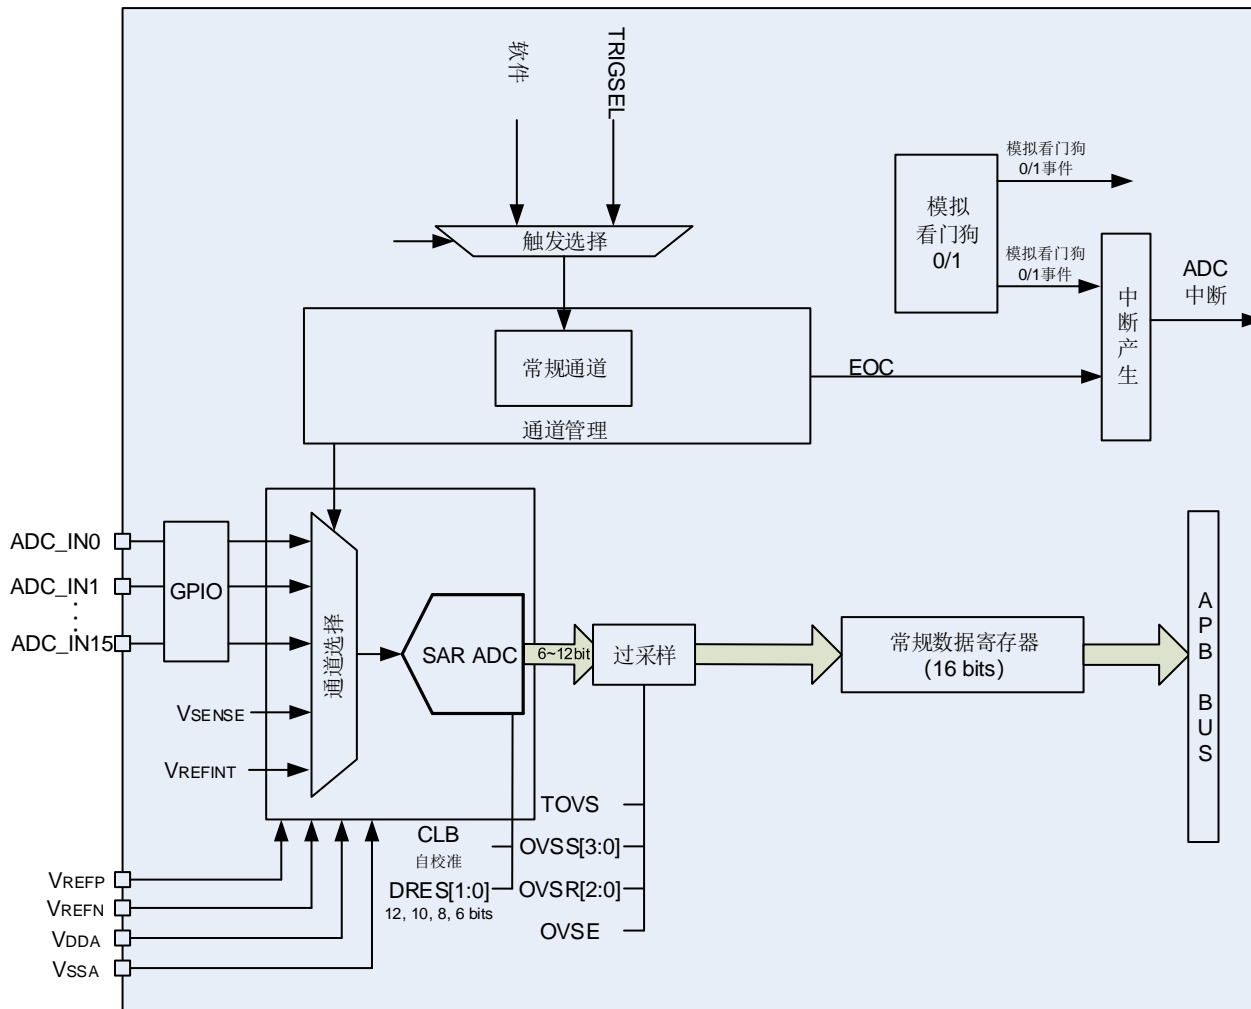 软件
TRIGSEL
触发选择
常规通道
通道管理
EOC
模拟
看门狗
0/1
模拟看门狗
0/1事件
模拟看门狗
0/1事件
中断产生
ADC
中断
ADC_IN0
ADC_IN1
ADC_IN15
GPIO
VSENSE
VREFINT
通道选择
SAR ADC
6~12bit
过采样
常规数据寄存器
(16 bits)
APB BUS
CLB
自校准
DRES[1:0]
12, 10, 8, 6 bits
TOVS
OVSS[3:0]
OVSR[2:0]
OVSE
VREFP
VREFN
VDDA
VSSA